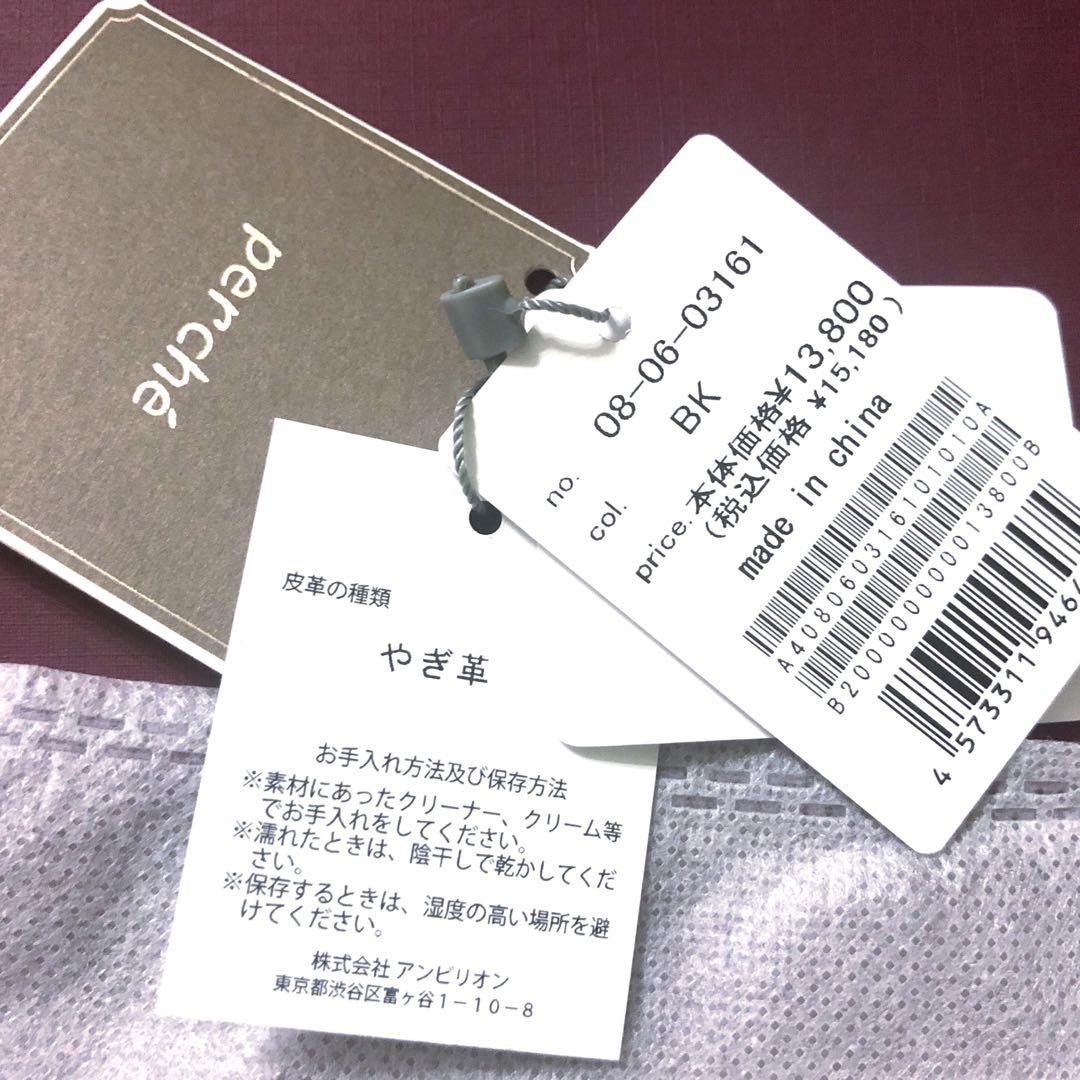 perché
no. 08-06-03161
col. BK
price. 本体価格¥13,800
(税込価格 ¥15,180)
made in china
A408060316101010A
B200000000013800B
4 573311 9464
皮革の種類
やぎ革
お手入れ方法及び保存方法
※素材にあったクリーナー、クリーム等
でお手入れをしてください。
※濡れたときは、陰干しで乾かしてくだ
さい。
※保存するときは、湿度の高い場所を避
けてください。
株式会社 アンビリオン
東京都渋谷区富ヶ谷1-10-8